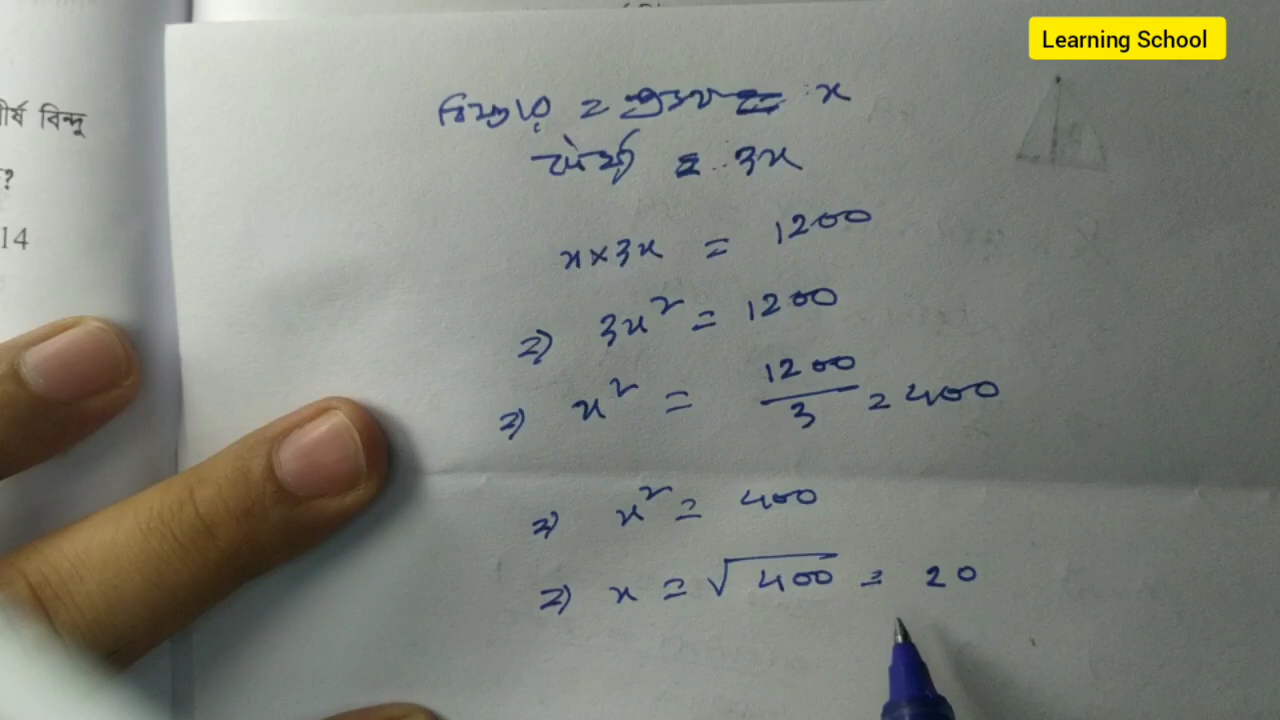 Learning School
র্ষ বিন্দু
?
14
= x
= 3x
x×3x = 1200
⇒ 3x² = 1200
⇒ x² = 1200/3 = 400
⇒ x² = 400
⇒ x = √400 = 20